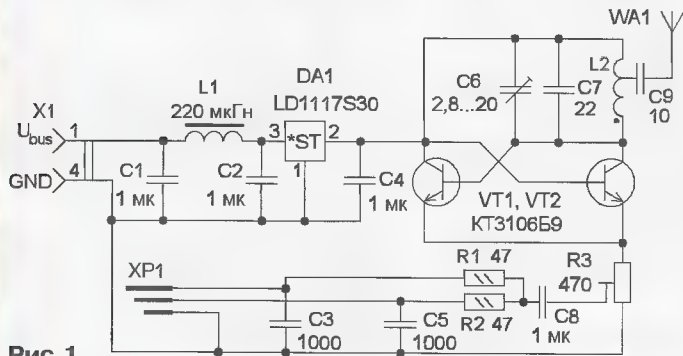 WA1
X1
U bus
1
GND
4
L1
220 мкГн
DA1
LD1117S30
3
*ST
2
1
C1
1 мк
C2
1 мк
C4
1 мк
C6
2,8...20
C7
22
L2
C9
10
VT1, VT2
КТ3106Б9
XP1
R1 47
R2 47
R3
470
C3
1000
C5
1000
C8
1 мк
Рис. 1